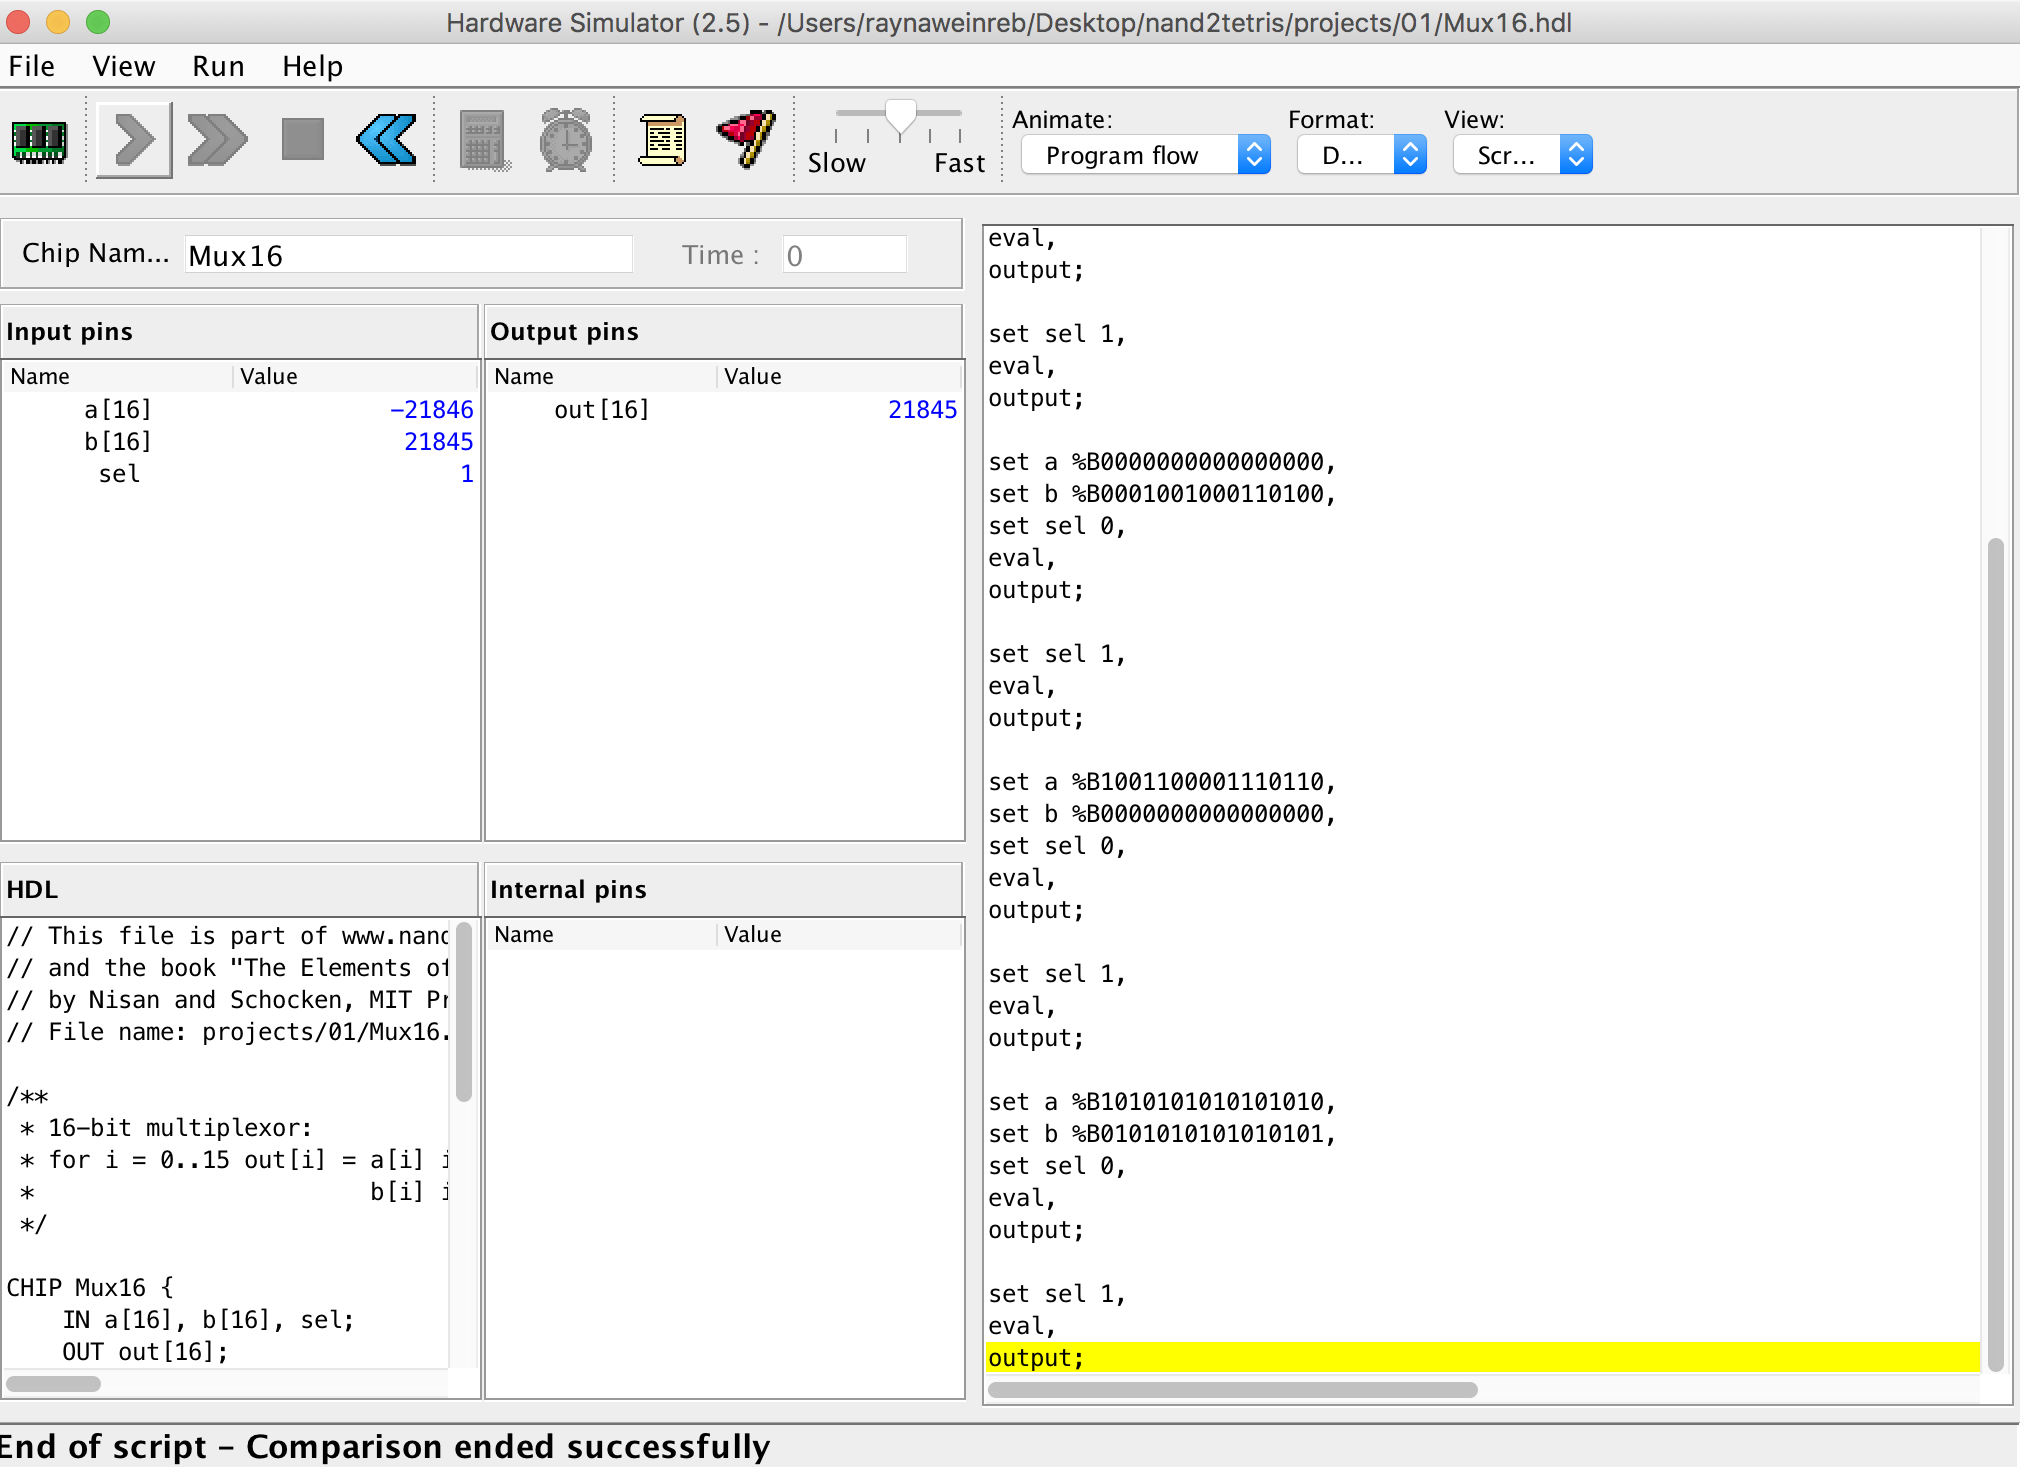 Hardware Simulator (2.5) - /Users/raynaweinreb/Desktop/nand2tetris/projects/01/Mux16.hdl
File View Run Help
Animate: Format: View:
Slow Fast Program flow D... Scr...
Chip Nam... Mux16 Time : 0
Input pins
Name Value
a[16] -21846
b[16] 21845
sel 1
Output pins
Name Value
out[16] 21845
HDL
// This file is part of www.nand
// and the book "The Elements of
// by Nisan and Schocken, MIT Pr
// File name: projects/01/Mux16.
/**
* 16-bit multiplexor:
* for i = 0..15 out[i] = a[i] i
* b[i] i
*/
CHIP Mux16 {
IN a[16], b[16], sel;
OUT out[16];
Internal pins
Name Value
eval,
output;
set sel 1,
eval,
output;
set a %B0000000000000000,
set b %B0001001000110100,
set sel 0,
eval,
output;
set sel 1,
eval,
output;
set a %B1001100001110110,
set b %B0000000000000000,
set sel 0,
eval,
output;
set sel 1,
eval,
output;
set a %B1010101010101010,
set b %B0101010101010101,
set sel 0,
eval,
output;
set sel 1,
eval,
output;
End of script - Comparison ended successfully